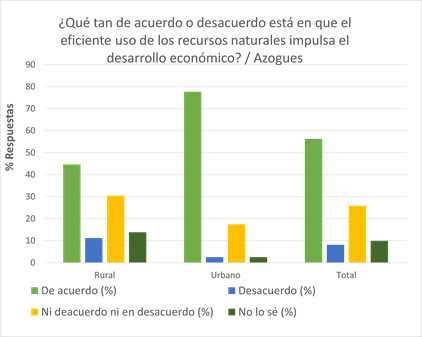 ¿Qué tan de acuerdo o desacuerdo está en que el
eficiente uso de los recursos naturales impulsa el
desarrollo económico? / Azogues
% Respuestas
90
80
70
60
50
40
30
20
10
0
Rural Urbano Total
De acuerdo (%) Desacuerdo (%)
Ni deacuerdo ni en desacuerdo (%) No lo sé (%)